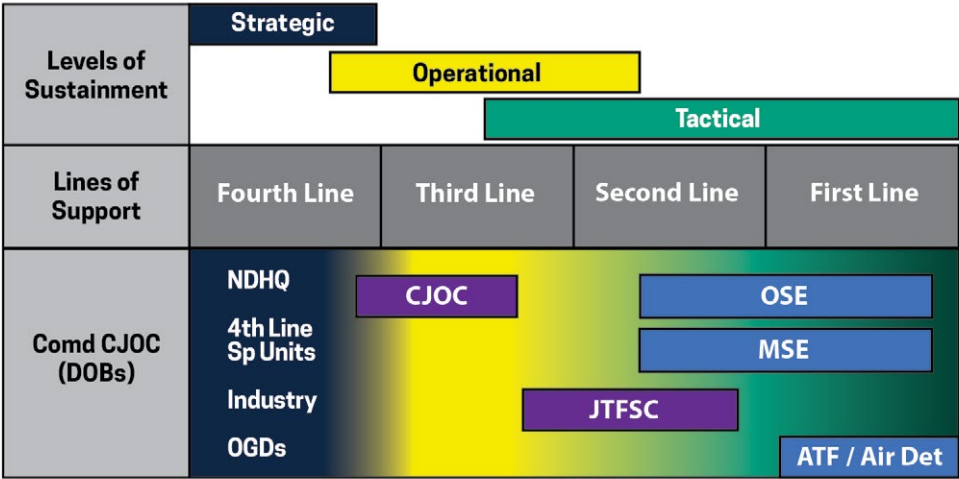 Levels of
Sustainment
Strategic
Operational
Tactical
Lines of
Support
Fourth Line
Third Line
Second Line
First Line
Comd CJOC
(DOBs)
NDHQ
4th Line
Sp Units
Industry
OGDs
CJOC
JTFSC
OSE
MSE
ATF / Air Det